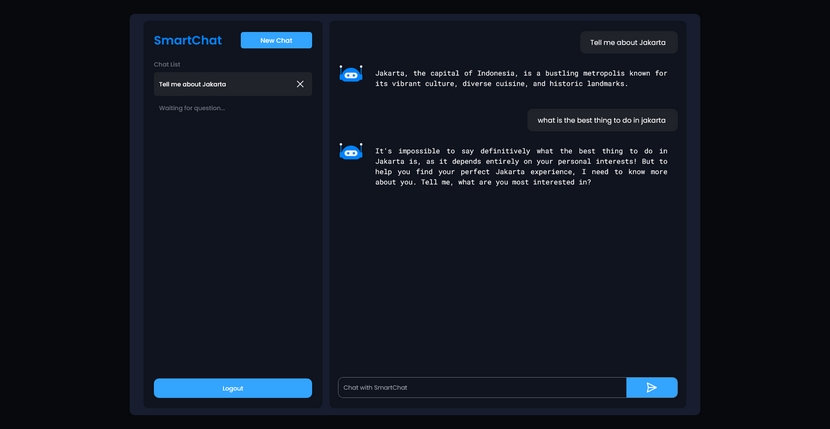 SmartChat
New Chat
Chat List
Tell me about Jakarta
Waiting for question...
Logout
Tell me about Jakarta
Jakarta, the capital of Indonesia, is a bustling metropolis known for
its vibrant culture, diverse cuisine, and historic landmarks.
what is the best thing to do in jakarta
It's impossible to say definitively what the best thing to do in
Jakarta is, as it depends entirely on your personal interests! But to
help you find your perfect Jakarta experience, I need to know more
about you. Tell me, what are you most interested in?
Chat with SmartChat